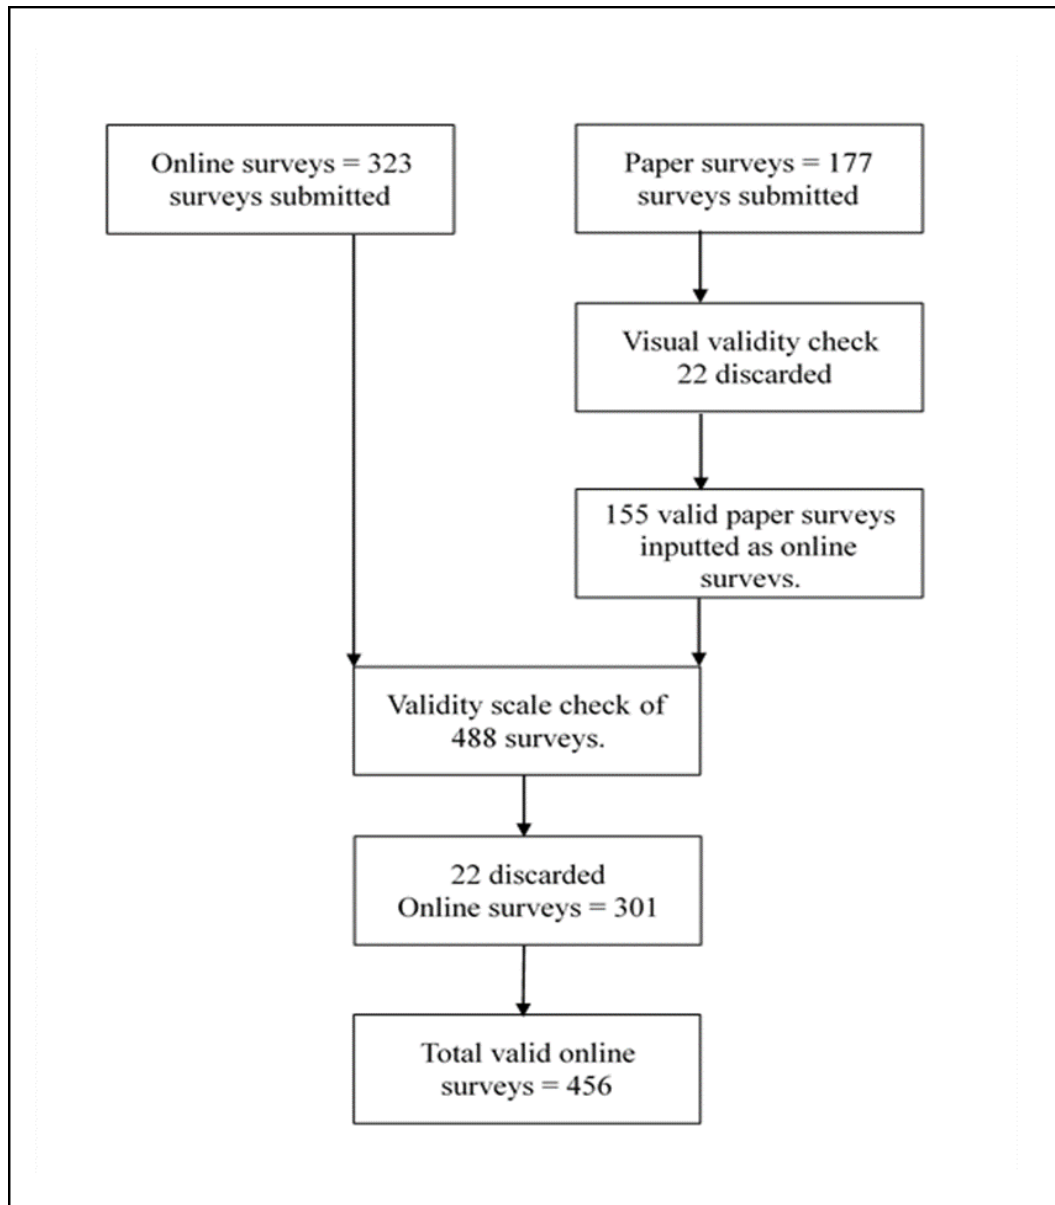 Online surveys = 323
surveys submitted
Paper surveys = 177
surveys submitted
Visual validity check
22 discarded
155 valid paper surveys
inputted as online
surveys.
Validity scale check of
488 surveys.
22 discarded
Online surveys = 301
Total valid online
surveys = 456